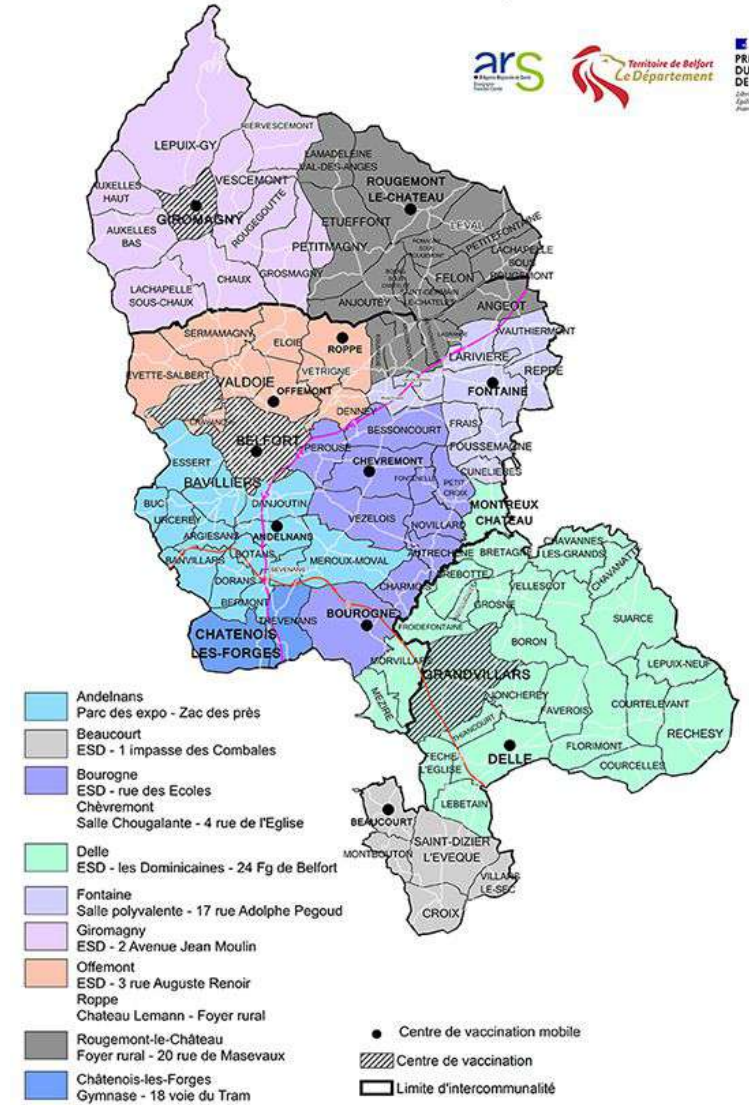 ars
Territoire de Belfort
Le Département
RIERVESCEMONT
LEPUIX-GY
LAMADELEINE
VAL-DES-ANGES
ROUGEMONT
LE-CHATEAU
AUXELLES
HAUT
VESCEMONT
GIROMAGNY
ROUGEGOUTTE
ETUEFFONT
LEVAL
PETITEFONTAINE
AUXELLES
BAS
PETITMAGNY
LACHAPELLE
SOUS
ROUGEMONT
FELON
CHAUX
GROSMAGNY
SAINT-GERMAIN
LE-CHATELET
LACHAPELLE
SOUS-CHAUX
ANJOUTEY
ANGEOT
SERMAMAGNY
ELOIE
ROPPE
LAGRANGE
VAUTHIERMONT
LARIVIERE
EVETTE-SALBERT
VALDOIE
VETRIGNE
REPPE
OFFEMONT
FONTAINE
CRAVANCHE
DENNEY
BESSONCOURT
FRAIS
BELFORT
PEROUSE
FOUSSEMAGNE
ESSERT
CHEVREMONT
CUNELIERES
BAVILLIERS
FONTENELLE
PETIT
CROIX
BUC
DANJOUTIN
MONTREUX
CHATEAU
URCEREY
VEZELOIS
NOVILLARD
ARGIESANS
ANDELNANS
BANVILLARS
BOTANS
MEROUX-MOVAL
AUTRECHENE
BRETAGNE
CHAVANNES
LES-GRANDS
SEVENANS
BREBOTTE
CHAVANATTE
DORANS
CHARMOIS
VELLESCOT
BERMONT
GROSNE
SUARCE
TREVENANS
BOUROGNE
FROIDEFONTAINE
CHATENOIS
LES-FORGES
BORON
MORVILLARS
LEPUIX-NEUF
GRANDVILLARS
MEZIRE
JONCHEREY
COURTELEVANT
FAVEROIS
RECHESY
THIANCOURT
FLORIMONT
FECHE
L'EGLISE
DELLE
COURCELLES
LEBETAIN
BEAUCOURT
SAINT-DIZIER
L'EVEQUE
MONTBOUTON
VILLARS
LE-SEC
CROIX
Andelnans
Parc des expo - Zac des près
Beaucourt
ESD - 1 impasse des Combales
Bourogne
ESD - rue des Ecoles
Chèvremont
Salle Chougalante - 4 rue de l'Eglise
Delle
ESD - les Dominicaines - 24 Fg de Belfort
Fontaine
Salle polyvalente - 17 rue Adolphe Pegoud
Giromagny
ESD - 2 Avenue Jean Moulin
Offemont
ESD - 3 rue Auguste Renoir
Roppe
Chateau Lemann - Foyer rural
Rougemont-le-Château
Foyer rural - 20 rue de Masevaux
Châtenois-les-Forges
Gymnase - 18 voie du Tram
Centre de vaccination mobile
Centre de vaccination
Limite d'intercommunalité